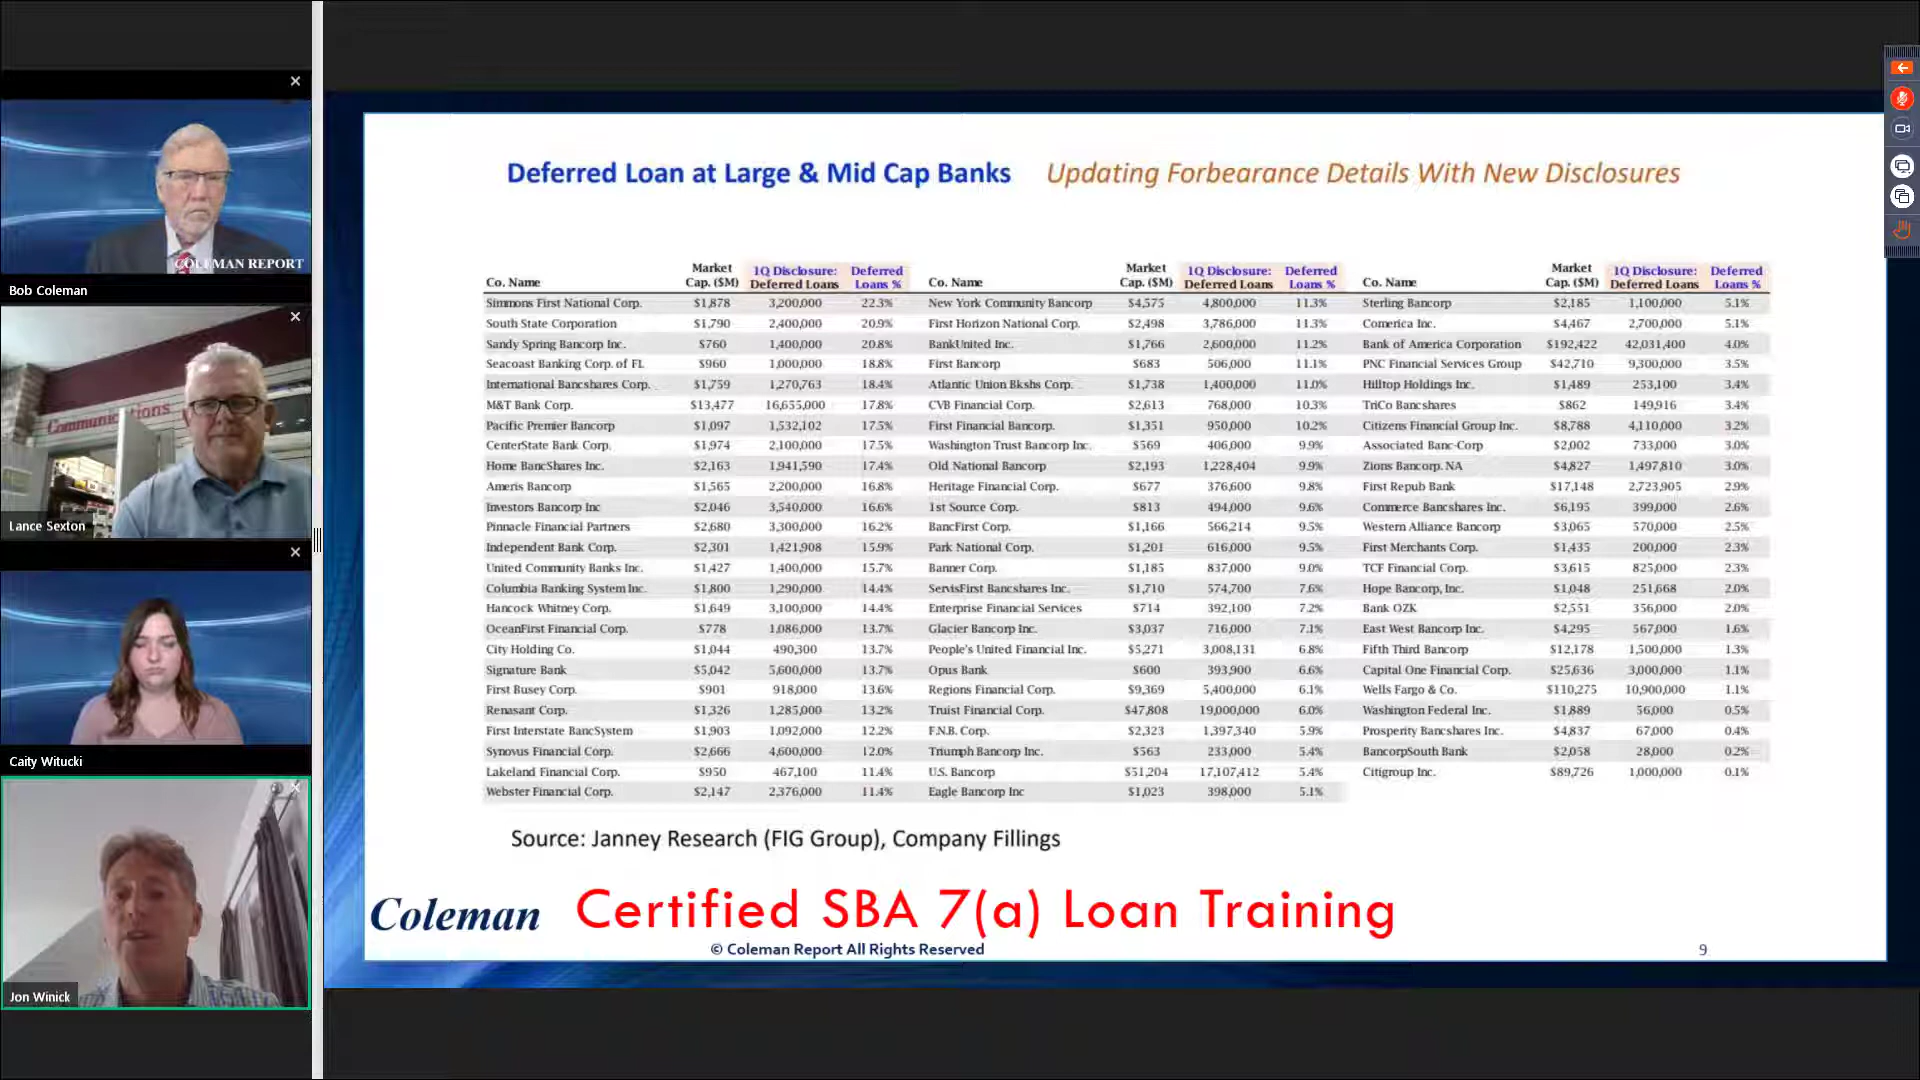 COLEMAN REPORT
Bob Coleman
Communications
Lance Sexton
Caity Witucki
Jon Winick
Deferred Loan at Large & Mid Cap Banks Updating Forbearance Details With New Disclosures
Co. Name Market Cap. ($M) 1Q Disclosure: Deferred Loans Deferred Loans % Co. Name Market Cap. ($M) 1Q Disclosure: Deferred Loans Deferred Loans % Co. Name Market Cap. ($M) 1Q Disclosure: Deferred Loans Deferred Loans %
Simmons First National Corp. $1,878 3,200,000 22.3% New York Community Bancorp $4,575 4,800,000 11.3% Sterling Bancorp $2,185 1,100,000 5.1%
South State Corporation $1,790 2,400,000 20.9% First Horizon National Corp. $2,498 3,786,000 11.3% Comerica Inc. $4,467 2,700,000 5.1%
Sandy Spring Bancorp Inc. $760 1,400,000 20.8% BankUnited Inc. $1,766 2,600,000 11.2% Bank of America Corporation $192,422 42,031,400 4.0%
Seacoast Banking Corp. of FL $960 1,000,000 18.8% First Bancorp $683 506,000 11.1% PNC Financial Services Group $42,710 9,300,000 3.5%
International Bancshares Corp. $1,759 1,270,763 18.4% Atlantic Union Bkshs Corp. $1,738 1,400,000 11.0% Hilltop Holdings Inc. $1,489 253,100 3.4%
M&T Bank Corp. $13,477 16,655,000 17.8% CVB Financial Corp. $2,613 768,000 10.3% TriCo Bancshares $862 149,916 3.4%
Pacific Premier Bancorp $1,097 1,532,102 17.5% First Financial Bancorp. $1,351 950,000 10.2% Citizens Financial Group Inc. $8,788 4,110,000 3.2%
CenterState Bank Corp. $1,974 2,100,000 17.5% Washington Trust Bancorp Inc. $569 406,000 9.9% Associated Banc-Corp $2,002 733,000 3.0%
Home BancShares Inc. $2,163 1,941,590 17.4% Old National Bancorp $2,193 1,228,404 9.9% Zions Bancorp. NA $4,827 1,497,810 3.0%
Ameris Bancorp $1,565 2,200,000 16.8% Heritage Financial Corp. $677 376,600 9.8% First Repub Bank $17,148 2,723,905 2.9%
Investors Bancorp Inc $2,046 3,540,000 16.6% 1st Source Corp. $813 494,000 9.6% Commerce Bancshares Inc. $6,195 399,000 2.6%
Pinnacle Financial Partners $2,680 3,300,000 16.2% BancFirst Corp. $1,166 566,214 9.5% Western Alliance Bancorp $3,065 570,000 2.5%
Independent Bank Corp. $2,301 1,421,908 15.9% Park National Corp. $1,201 616,000 9.5% First Merchants Corp. $1,435 200,000 2.3%
United Community Banks Inc. $1,427 1,400,000 15.7% Banner Corp. $1,185 837,000 9.0% TCF Financial Corp. $3,615 825,000 2.3%
Columbia Banking System Inc. $1,800 1,290,000 14.4% ServisFirst Bancshares Inc. $1,710 574,700 7.6% Hope Bancorp, Inc. $1,048 251,668 2.0%
Hancock Whitney Corp. $1,649 3,100,000 14.4% Enterprise Financial Services $714 392,100 7.2% Bank OZK $2,551 356,000 2.0%
OceanFirst Financial Corp. $778 1,086,000 13.7% Glacier Bancorp Inc. $3,037 716,000 7.1% East West Bancorp Inc. $4,295 567,000 1.6%
City Holding Co. $1,044 490,300 13.7% People's United Financial Inc. $5,271 3,008,131 6.8% Fifth Third Bancorp $12,178 1,500,000 1.3%
Signature Bank $5,042 5,600,000 13.7% Opus Bank $600 393,900 6.6% Capital One Financial Corp. $25,636 3,000,000 1.1%
First Busey Corp. $901 918,000 13.6% Regions Financial Corp. $9,369 5,400,000 6.1% Wells Fargo & Co. $110,275 10,900,000 1.1%
Renasant Corp. $1,326 1,285,000 13.2% Truist Financial Corp. $47,808 19,000,000 6.0% Washington Federal Inc. $1,889 56,000 0.5%
First Interstate BancSystem $1,903 1,092,000 12.2% F.N.B. Corp. $2,323 1,397,340 5.9% Prosperity Bancshares Inc. $4,837 67,000 0.4%
Synovus Financial Corp. $2,666 4,600,000 12.0% Triumph Bancorp Inc. $563 233,000 5.4% BancorpSouth Bank $2,058 28,000 0.2%
Lakeland Financial Corp. $950 467,100 11.4% U.S. Bancorp $51,204 17,107,412 5.4% Citigroup Inc. $89,726 1,000,000 0.1%
Webster Financial Corp. $2,147 2,376,000 11.4% Eagle Bancorp Inc $1,023 398,000 5.1%
Source: Janney Research (FIG Group), Company Fillings
Coleman Certified SBA 7(a) Loan Training
© Coleman Report All Rights Reserved 9